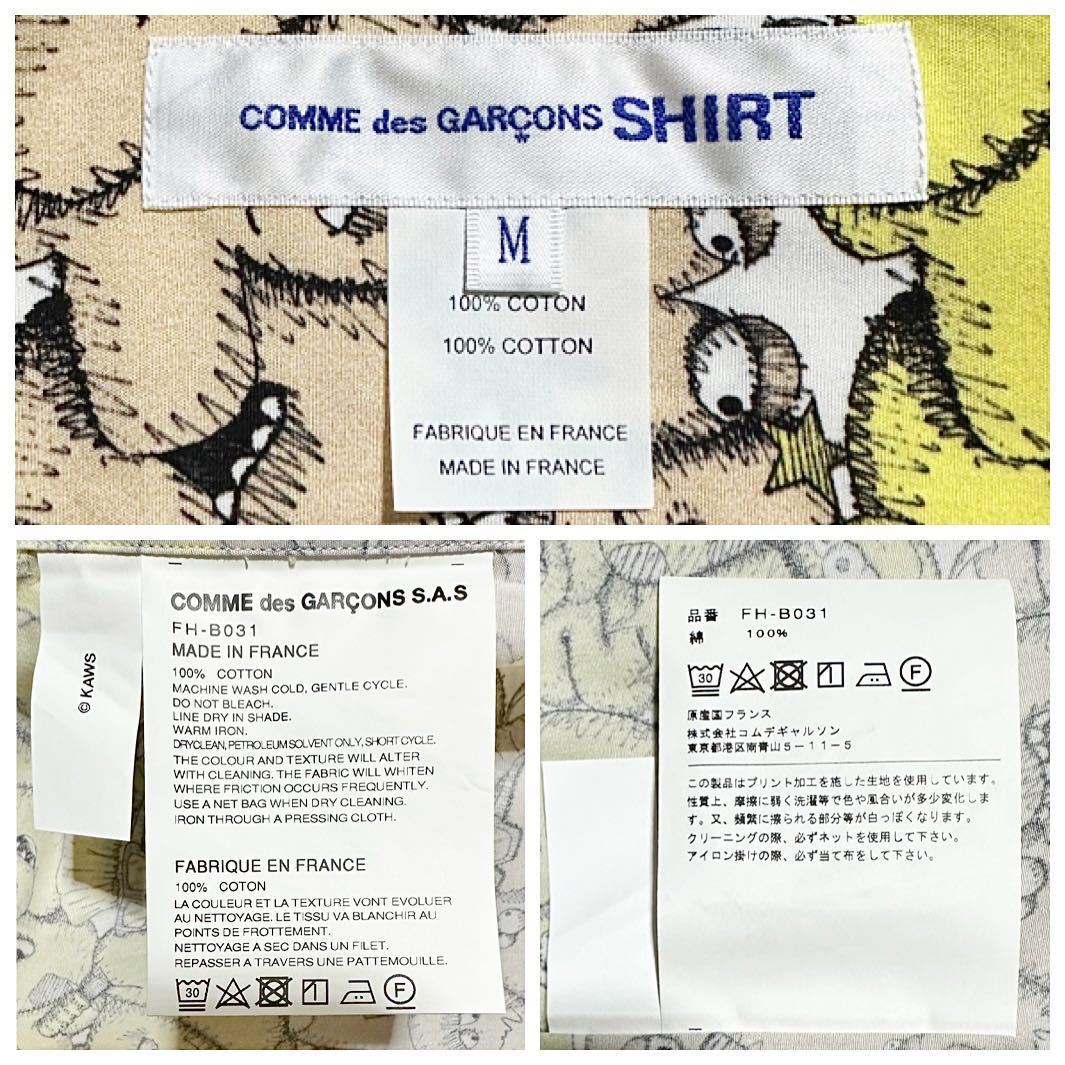 COMME des GARÇONS SHIRT
M
100% COTON
100% COTTON
FABRIQUE EN FRANCE
MADE IN FRANCE
© KAWS
COMME des GARÇONS S.A.S
FH-B031
MADE IN FRANCE
100% COTTON
MACHINE WASH COLD, GENTLE CYCLE.
DO NOT BLEACH.
LINE DRY IN SHADE.
WARM IRON.
DRYCLEAN, PETROLEUM SOLVENT ONLY, SHORT CYCLE.
THE COLOUR AND TEXTURE WILL ALTER
WITH CLEANING. THE FABRIC WILL WHITEN
WHERE FRICTION OCCURS FREQUENTLY.
USE A NET BAG WHEN DRY CLEANING.
IRON THROUGH A PRESSING CLOTH.
FABRIQUE EN FRANCE
100% COTON
LA COULEUR ET LA TEXTURE VONT EVOLUER
AU NETTOYAGE. LE TISSU VA BLANCHIR AU
POINTS DE FROTTEMENT.
NETTOYAGE A SEC DANS UN FILET.
REPASSER A TRAVERS UNE PATTEMOUILLE.
30 F
品番 FH-B031
綿 100%
30 F
原産国フランス
株式会社コムデギャルソン
東京都港区南青山5-11-5
この製品はプリント加工を施した生地を使用しています。
性質上、摩擦に弱く洗濯等で色や風合いが多少変化しま
す。又、頻繁に擦られる部分等が白っぽくなります。
クリーニングの際、必ずネットを使用して下さい。
アイロン掛けの際、必ず当て布をして下さい。